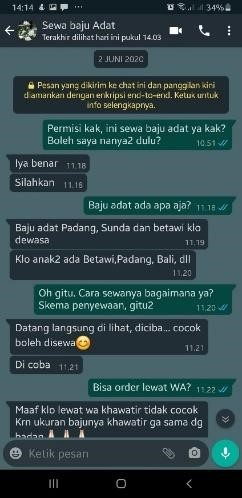 14:14
34%
Sewa baju Adat
Terakhir dilihat hari ini pukul 14.03
2 JUNI 2020
Pesan yang dikirim ke chat ini dan panggilan kini
diamankan dengan enkripsi end-to-end. Ketuk untuk
info selengkapnya.
Permisi kak, ini sewa baju adat ya kak?
Boleh saya nanya2 dulu? 10.51
Iya benar 11.18
Silahkan 11.18
Baju adat ada apa aja? 11.18
Baju adat Padang, Sunda dan betawi klo
dewasa 11.19
Klo anak2 ada Betawi,Padang, Bali, dll
11.20
Oh gitu. Cara sewanya bagaimana ya?
Skema penyewaan, gitu2 11.20
Datang langsung di lihat, diciba... cocok
boleh disewa😊 11.21
Di coba 11.21
Bisa order lewat WA? 11.22
Maaf klo lewat wa khawatir tidak cocok
Krn ukuran bajunya khawatir ga sama dg
badan
Ketik pesan